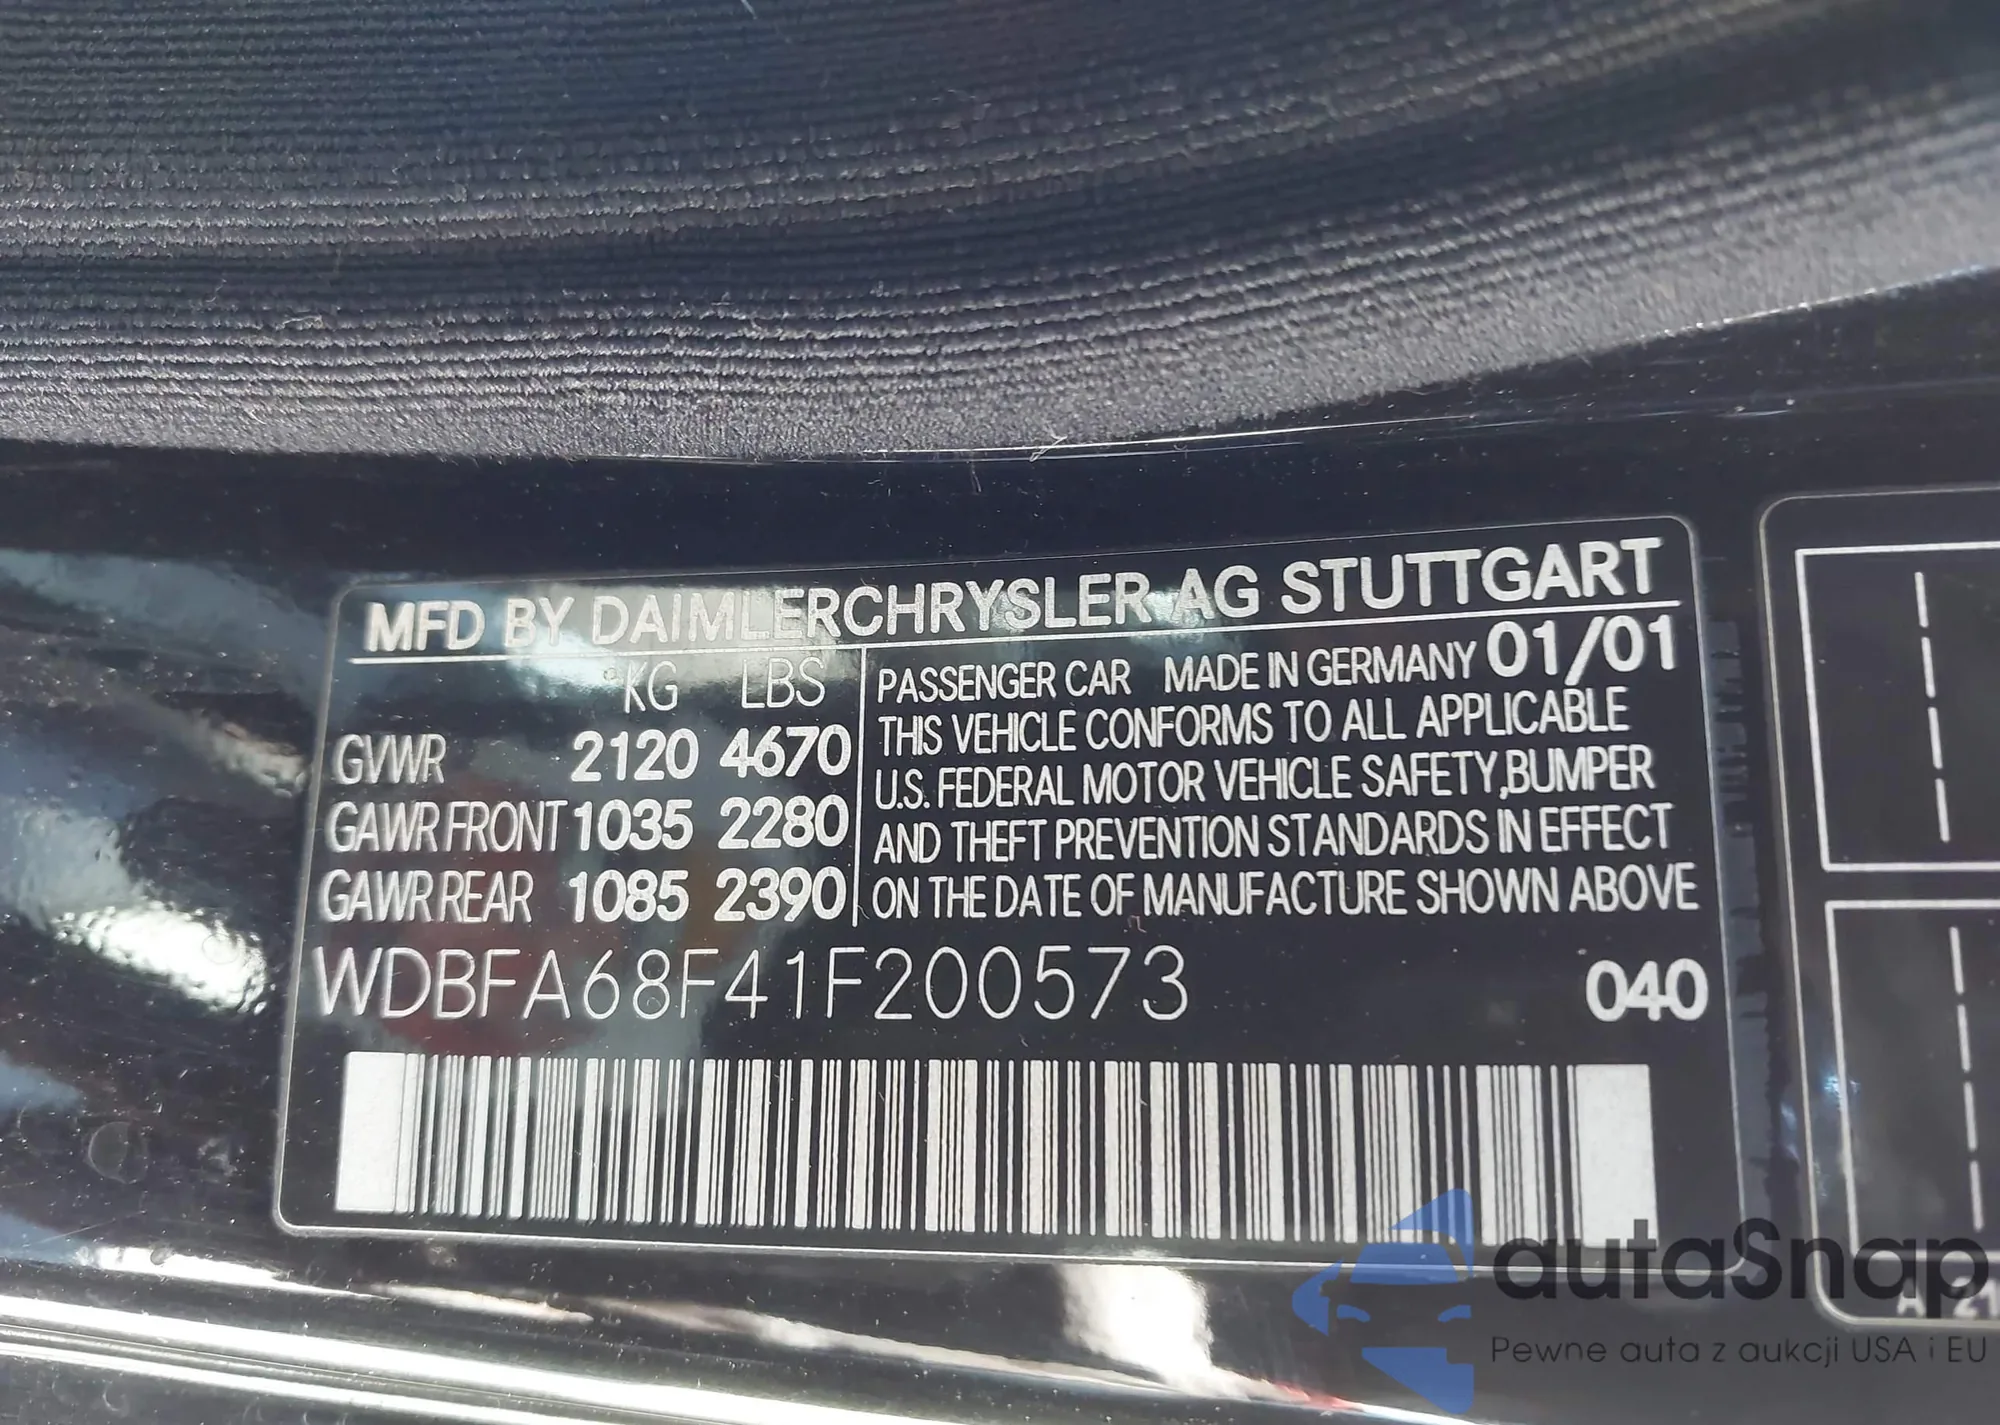 MFD BY DAIMLERCHRYSLER AG STUTTGART
KG LBS
GVWR 2120 4670
GAWR FRONT 1035 2280
GAWR REAR 1085 2390
PASSENGER CAR MADE IN GERMANY 01/01
THIS VEHICLE CONFORMS TO ALL APPLICABLE
U.S. FEDERAL MOTOR VEHICLE SAFETY,BUMPER
AND THEFT PREVENTION STANDARDS IN EFFECT
ON THE DATE OF MANUFACTURE SHOWN ABOVE
WDBFA68F41F200573 040
autaSnap
Pewne auta z aukcji USA i EU